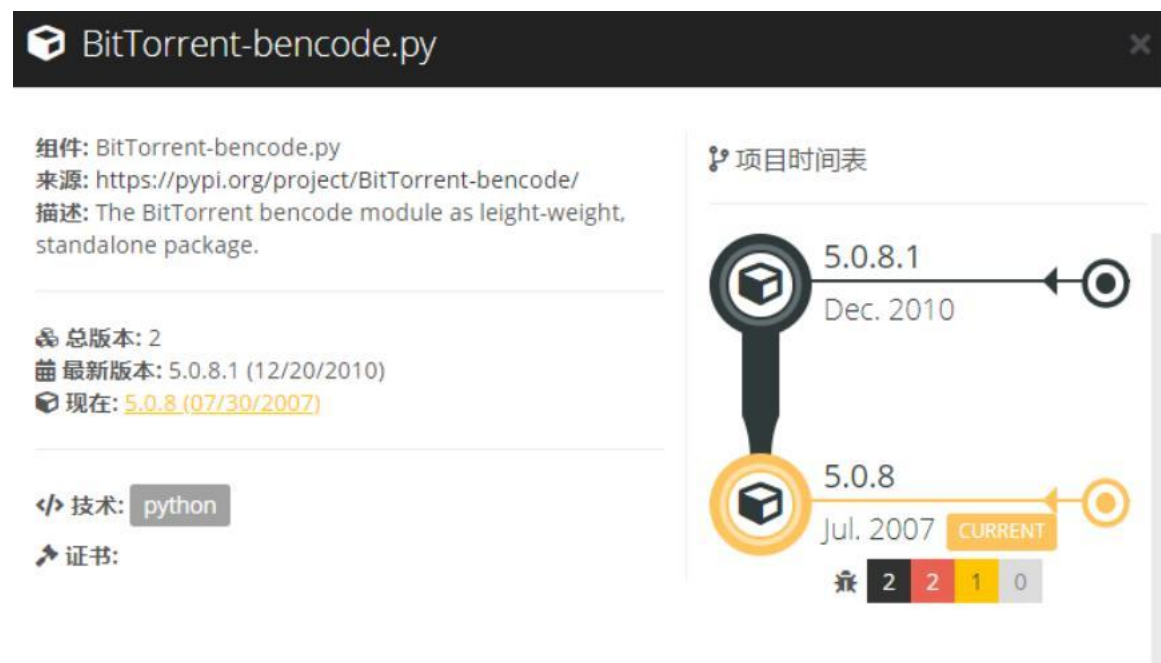 BitTorrent-bencode.py
×
组件: BitTorrent-bencode.py
来源: https://pypi.org/project/BitTorrent-bencode/
描述: The BitTorrent bencode module as leight-weight,
standalone package.
总版本: 2
最新版本: 5.0.8.1 (12/20/2010)
现在: 5.0.8 (07/30/2007)
</> 技术: python
证书:
项目时间表
5.0.8.1
Dec. 2010
5.0.8
Jul. 2007 CURRENT
2 2 1 0